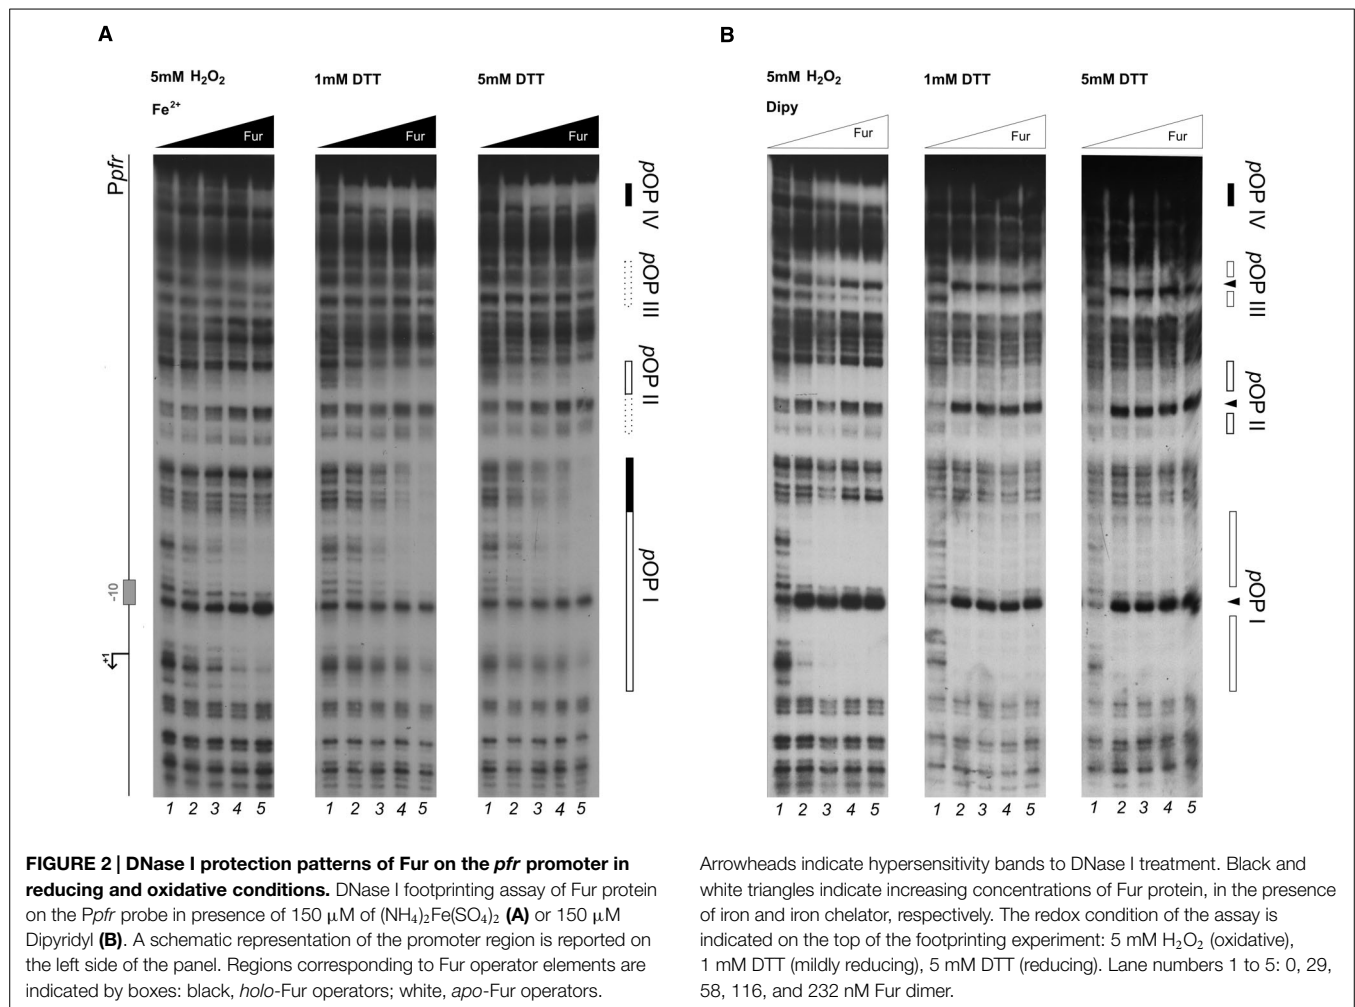 A
B
5mM H₂O₂
1mM DTT
5mM DTT
Fe²⁺
Fur
Fur
Fur
5mM H₂O₂
1mM DTT
5mM DTT
Dipy
Fur
Fur
Fur
Ppfr
-10
+1
pOP IV
pOP III
pOP II
pOP I
pOP IV
pOP III
pOP II
pOP I
1 2 3 4 5
1 2 3 4 5
1 2 3 4 5
1 2 3 4 5
1 2 3 4 5
1 2 3 4 5
FIGURE 2 | DNase I protection patterns of Fur on the pfr promoter in
reducing and oxidative conditions. DNase I footprinting assay of Fur protein
on the Ppfr probe in presence of 150 μM of (NH₄)₂Fe(SO₄)₂ (A) or 150 μM
Dipyridyl (B). A schematic representation of the promoter region is reported on
the left side of the panel. Regions corresponding to Fur operator elements are
indicated by boxes: black, holo-Fur operators; white, apo-Fur operators.
Arrowheads indicate hypersensitivity bands to DNase I treatment. Black and
white triangles indicate increasing concentrations of Fur protein, in the presence
of iron and iron chelator, respectively. The redox condition of the assay is
indicated on the top of the footprinting experiment: 5 mM H₂O₂ (oxidative),
1 mM DTT (mildly reducing), 5 mM DTT (reducing). Lane numbers 1 to 5: 0, 29,
58, 116, and 232 nM Fur dimer.